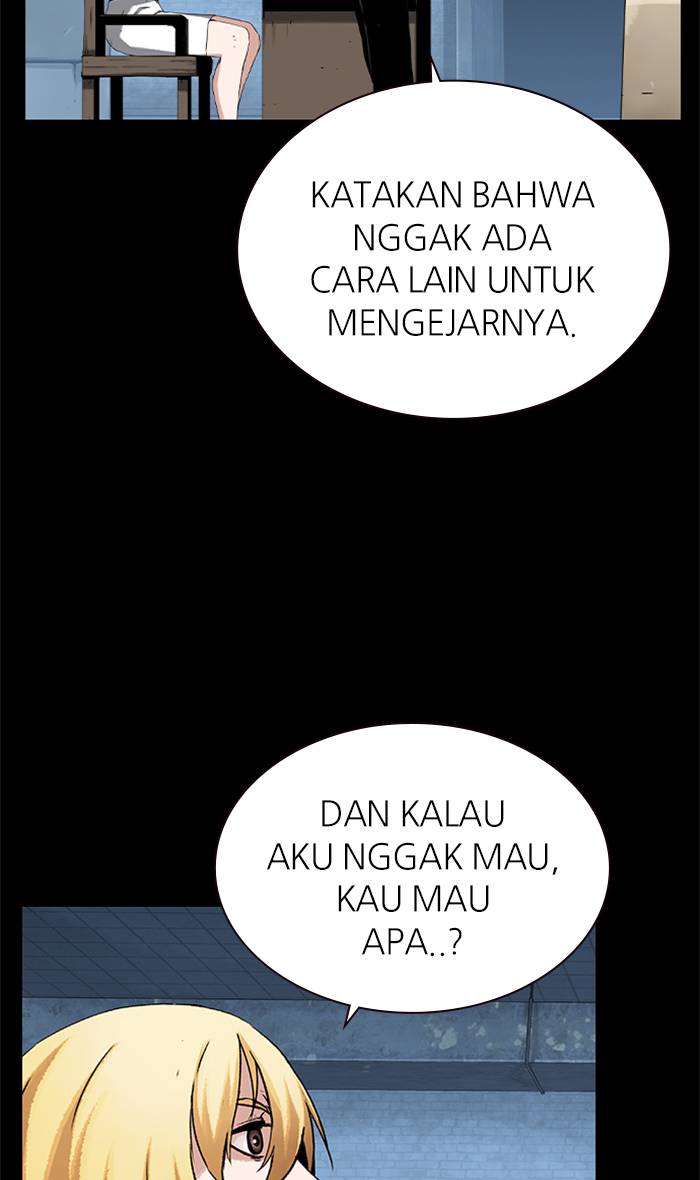 KATAKAN BAHWA
NGGAK ADA
CARA LAIN UNTUK
MENGEJARNYA.
DAN KALAU
AKU NGGAK MAU,
KAU MAU
APA..?